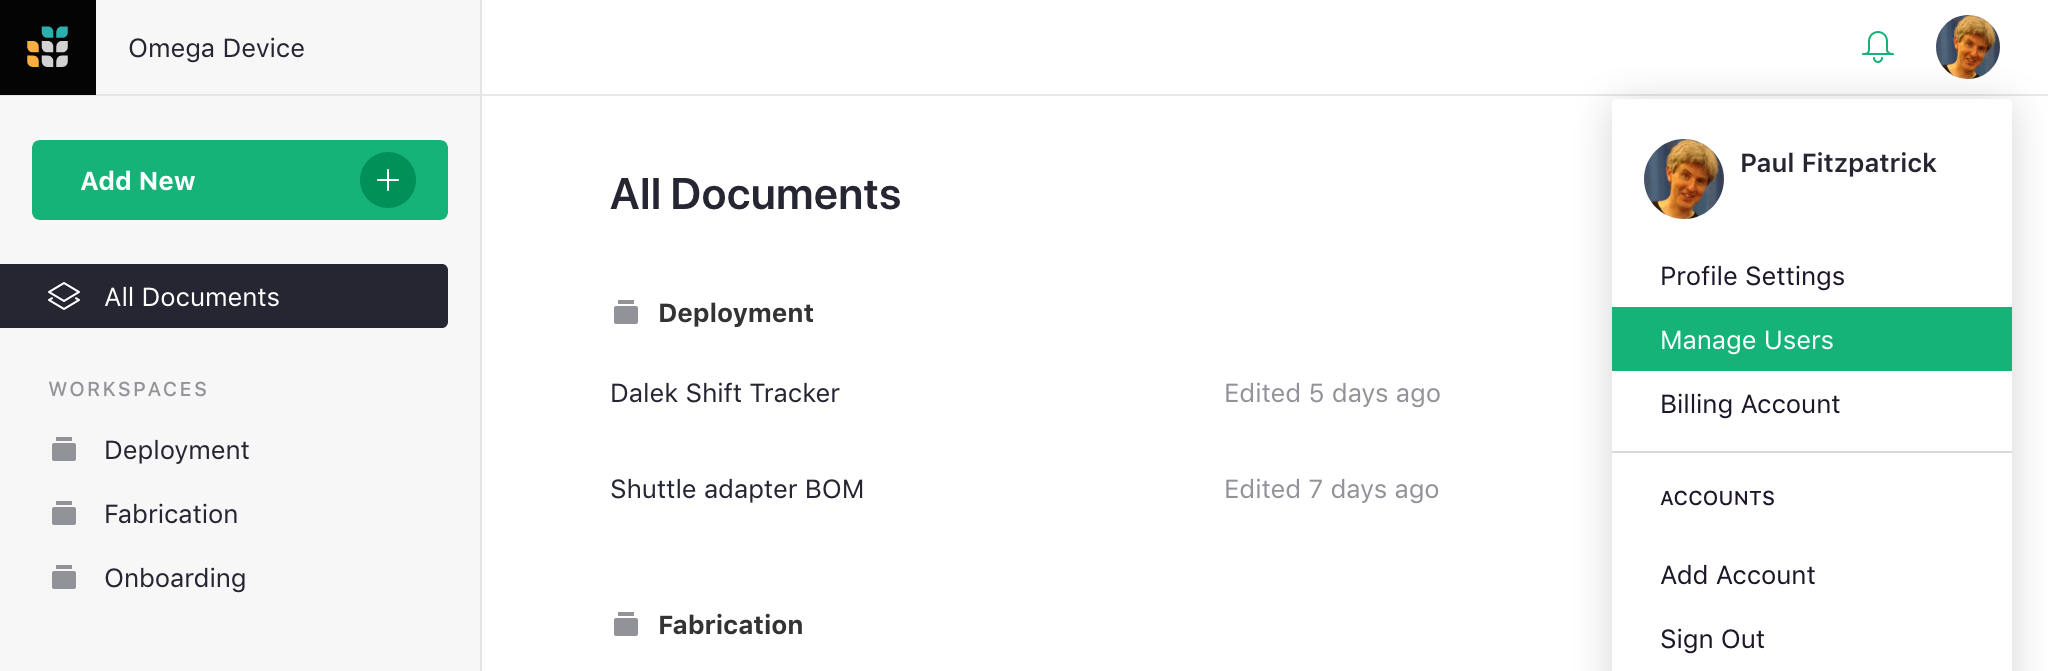 Omega Device
Add New
All Documents
WORKSPACES
Deployment
Fabrication
Onboarding
All Documents
Deployment
Dalek Shift Tracker Edited 5 days ago
Shuttle adapter BOM Edited 7 days ago
Fabrication
Paul Fitzpatrick
Profile Settings
Manage Users
Billing Account
ACCOUNTS
Add Account
Sign Out